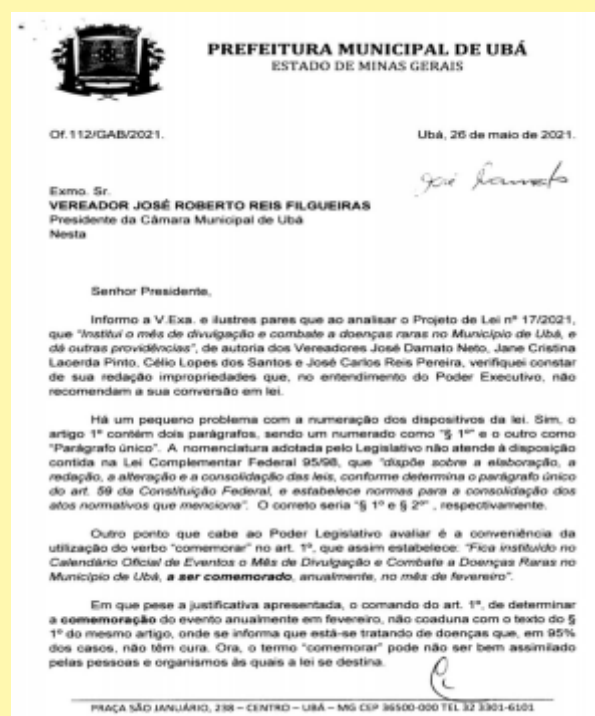 PREFEITURA MUNICIPAL DE UBÁ
ESTADO DE MINAS GERAIS
Of.112/GAB/2021.
Ubá, 26 de maio de 2021.
José Damato
Exmo. Sr.
VEREADOR JOSÉ ROBERTO REIS FILGUEIRAS
Presidente da Câmara Municipal de Ubá
Nesta
Senhor Presidente,
Informo a V.Exa. e ilustres pares que ao analisar o Projeto de Lei nº 17/2021,
que "Institui o mês de divulgação e combate a doenças raras no Município de Ubá, e
dá outras providências", de autoria dos Vereadores José Damato Neto, Jane Cristina
Lacerda Pinto, Célio Lopes dos Santos e José Carlos Reis Pereira, verifiquei constar
de sua redação impropriedades que, no entendimento do Poder Executivo, não
recomendam a sua conversão em lei.
Há um pequeno problema com a numeração dos dispositivos da lei. Sim, o
artigo 1º contém dois parágrafos, sendo um numerado como "§ 1º" e o outro como
"Parágrafo único". A nomenclatura adotada pelo Legislativo não atende à disposição
contida na Lei Complementar Federal 95/98, que "dispõe sobre a elaboração, a
redação, a alteração e a consolidação das leis, conforme determina o parágrafo único
do art. 59 da Constituição Federal, e estabelece normas para a consolidação dos
atos normativos que menciona". O correto seria "§ 1º e § 2º" , respectivamente.
Outro ponto que cabe ao Poder Legislativo avaliar é a conveniência da
utilização do verbo "comemorar" no art. 1º, que assim estabelece: "Fica instituído no
Calendário Oficial de Eventos o Mês de Divulgação e Combate a Doenças Raras no
Município de Ubá, a ser comemorado, anualmente, no mês de fevereiro".
Em que pese a justificativa apresentada, o comando do art. 1º, de determinar
a comemoração do evento anualmente em fevereiro, não coaduna com o texto do §
1º do mesmo artigo, onde se informa que está-se tratando de doenças que, em 95%
dos casos, não têm cura. Ora, o termo "comemorar" pode não ser bem assimilado
pelas pessoas e organismos às quais a lei se destina.
PRAÇA SÃO JANUÁRIO, 238 – CENTRO – UBÁ – MG CEP 36500-000 TEL 32 3301-6101